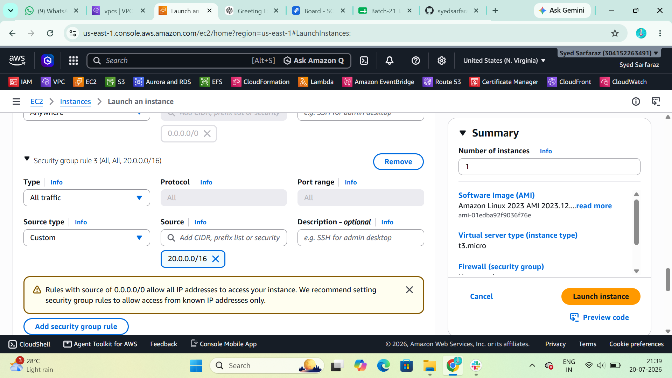 (9) Whats
vpcs | VPC
Launch an i
Greeting
Board - S
Batch-21
syedsarfa
Ask Gemini
us-east-1.console.aws.amazon.com/ec2/home?region=us-east-1#LaunchInstances:
aws
Search
[Alt+S]
Ask Amazon Q
United States (N. Virginia)
Syed Sarfaraz (304152263491)
Syed Sarfaraz
IAM
VPC
EC2
S3
Aurora and RDS
EFS
CloudFormation
Lambda
Amazon EventBridge
Route 53
Certificate Manager
CloudFront
CloudWatch
EC2
Instances
Launch an instance
Anywhere
Add CIDR, prefix list or security
e.g. SSH for admin desktop
0.0.0.0/0
Security group rule 3 (All, All, 20.0.0.0/16)
Remove
Type Info
Protocol Info
Port range Info
All traffic
All
All
Source type Info
Source Info
Description - optional Info
Custom
Add CIDR, prefix list or security
e.g. SSH for admin desktop
20.0.0.0/16
Rules with source of 0.0.0.0/0 allow all IP addresses to access your instance. We recommend setting
security group rules to allow access from known IP addresses only.
Add security group rule
Summary
Number of instances Info
1
Software Image (AMI)
Amazon Linux 2023 AMI 2023.12....read more
ami-01edba92f9036f76e
Virtual server type (instance type)
t3.micro
Firewall (security group)
Cancel
Launch instance
Preview code
CloudShell
Agent Toolkit for AWS
Feedback
Console Mobile App
© 2026, Amazon Web Services, Inc. or its affiliates.
Privacy
Terms
Cookie preferences
1
28°C
Light rain
Search
ENG
IN
21:39
20-07-2026